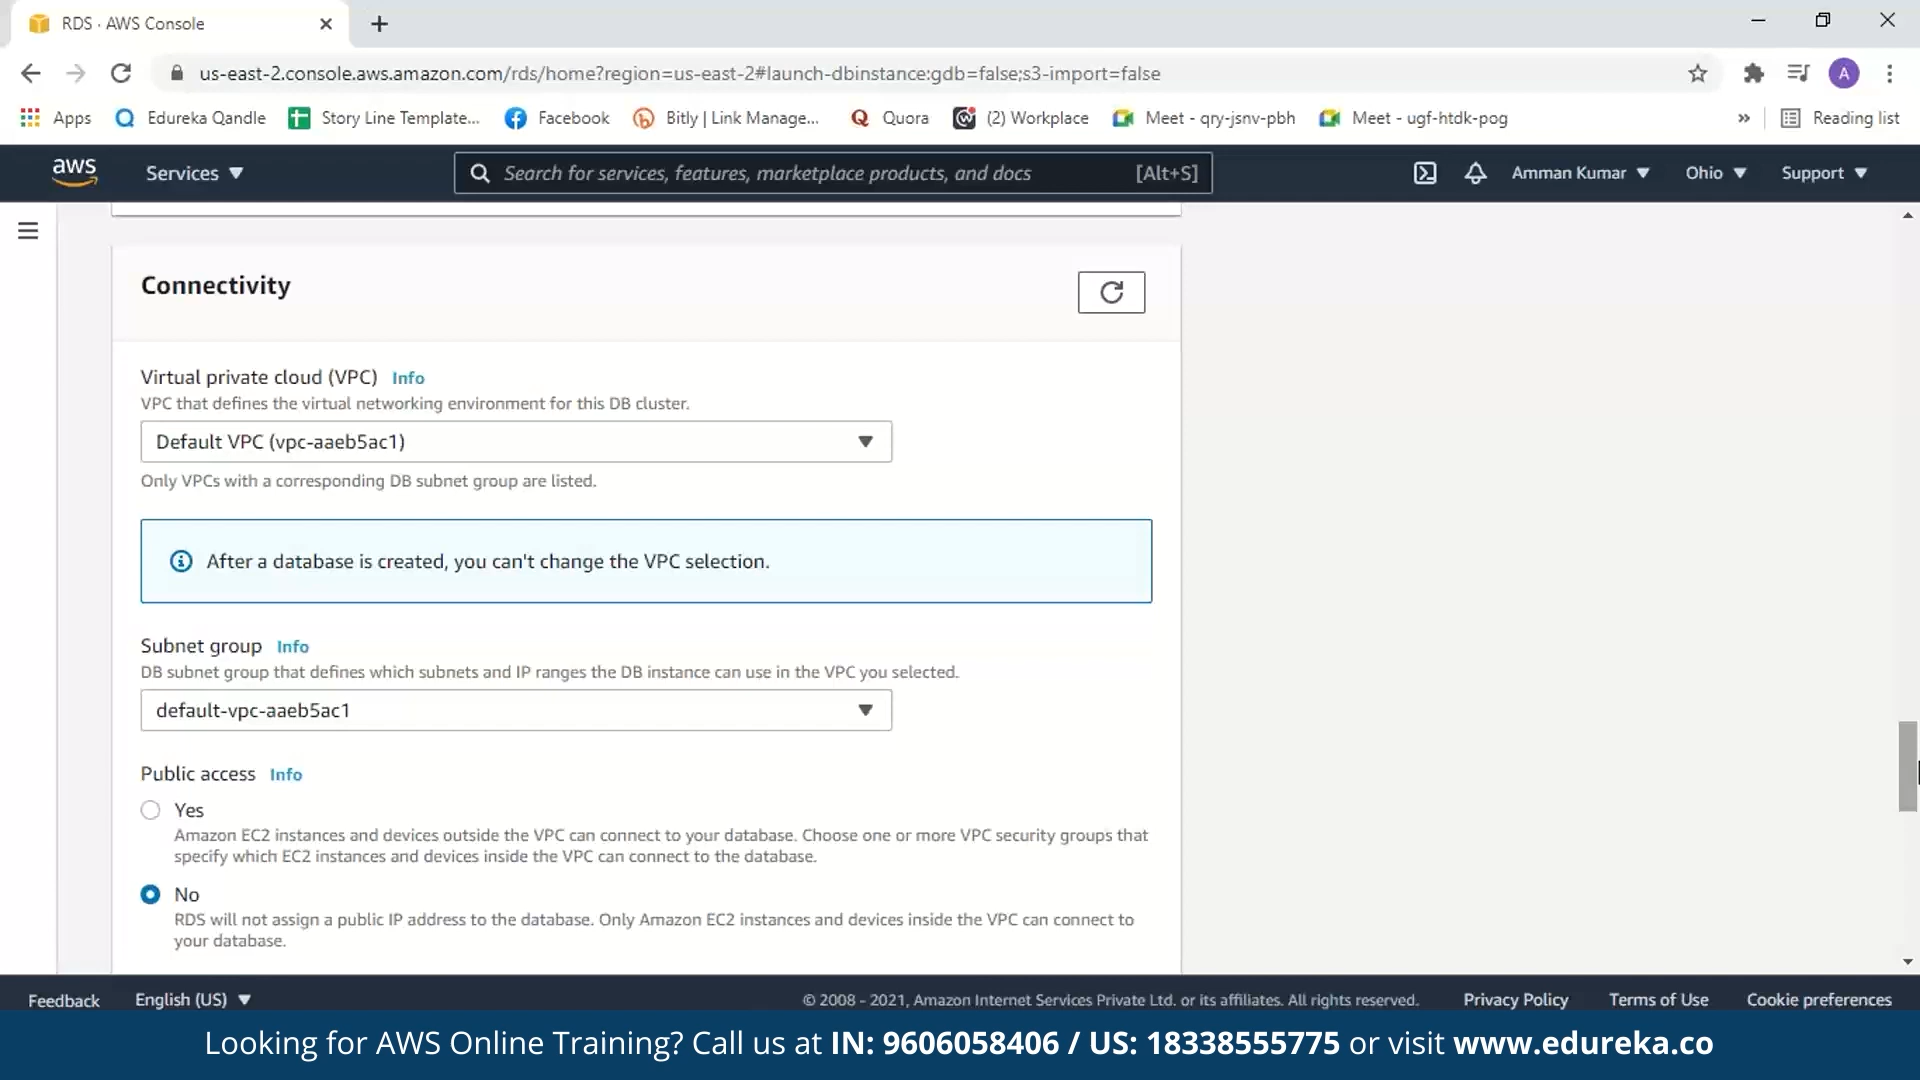 RDS · AWS Console
us-east-2.console.aws.amazon.com/rds/home?region=us-east-2#launch-dbinstance:gdb=false;s3-import=false
A
Apps Edureka Qandle Story Line Template... Facebook Bitly | Link Manage... Quora (2) Workplace Meet - qry-jsnv-pbh Meet - ugf-htdk-pog » Reading list
aws Services Search for services, features, marketplace products, and docs [Alt+S] Amman Kumar Ohio Support
Connectivity
Virtual private cloud (VPC) Info
VPC that defines the virtual networking environment for this DB cluster.
Default VPC (vpc-aaeb5ac1)
Only VPCs with a corresponding DB subnet group are listed.
After a database is created, you can't change the VPC selection.
Subnet group Info
DB subnet group that defines which subnets and IP ranges the DB instance can use in the VPC you selected.
default-vpc-aaeb5ac1
Public access Info
Yes
Amazon EC2 instances and devices outside the VPC can connect to your database. Choose one or more VPC security groups that
specify which EC2 instances and devices inside the VPC can connect to the database.
No
RDS will not assign a public IP address to the database. Only Amazon EC2 instances and devices inside the VPC can connect to
your database.
Feedback English (US) © 2008 - 2021, Amazon Internet Services Private Ltd. or its affiliates. All rights reserved. Privacy Policy Terms of Use Cookie preferences
Looking for AWS Online Training? Call us at IN: 9606058406 / US: 18338555775 or visit www.edureka.co